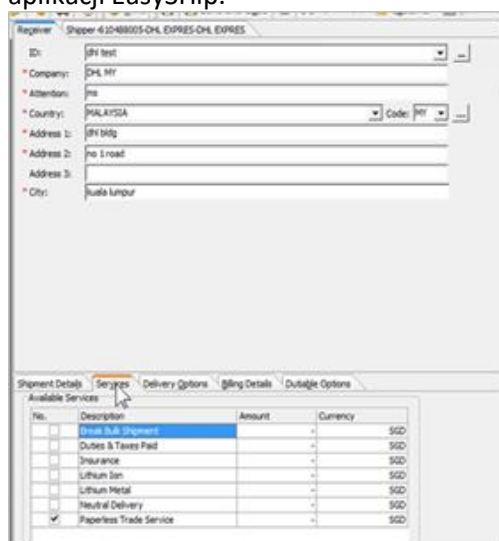 aplikacji EasyShip.
Receiver Shipper-610488005-DHL EXPRES-DHL EXPRES
ID: dhl test ...
* Company: DHL MY
* Attention: ms
* Country: MALAYSIA Code: MY ...
* Address 1: dhl bldg
* Address 2: no 1 road
Address 3:
* City: kuala lumpur
Shipment Details Services Delivery Options Billing Details Dutiable Options
Available Services
No. Description Amount Currency
Break Bulk Shipment - SGD
Duties & Taxes Paid - SGD
Insurance - SGD
Lithium Ion - SGD
Lithium Metal - SGD
Neutral Delivery - SGD
Paperless Trade Service - SGD